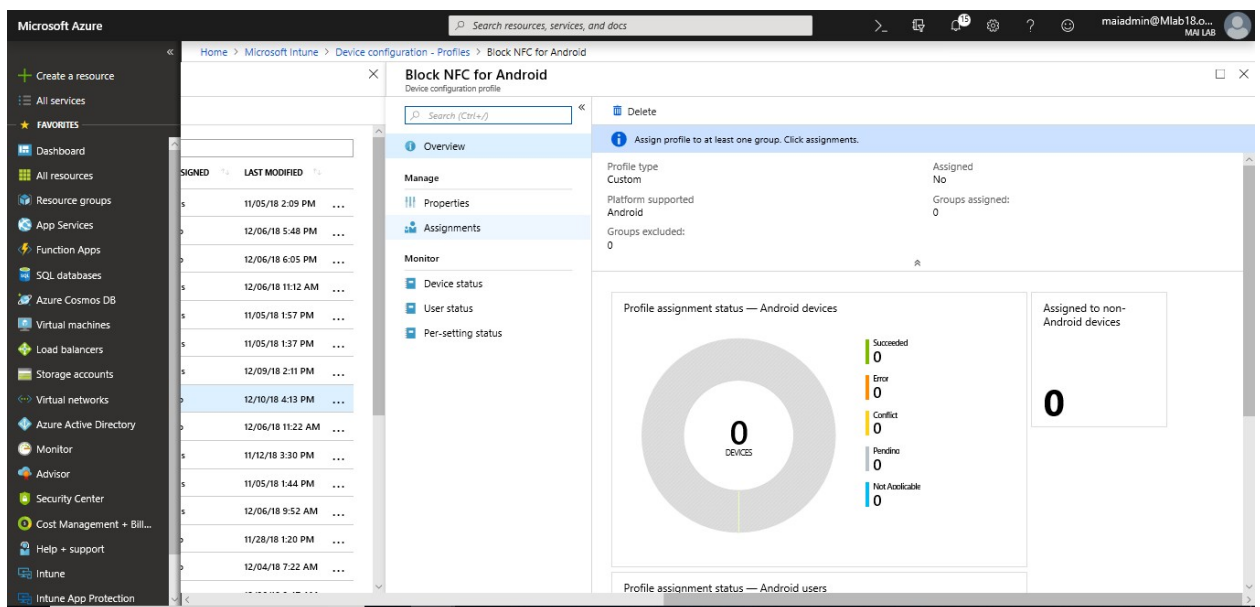 Microsoft Azure
Search resources, services, and docs
15
maiadmin@Mlab18.o...
MAI LAB
Home > Microsoft Intune > Device configuration - Profiles > Block NFC for Android
Create a resource
All services
FAVORITES
Dashboard
All resources
Resource groups
App Services
Function Apps
SQL databases
Azure Cosmos DB
Virtual machines
Load balancers
Storage accounts
Virtual networks
Azure Active Directory
Monitor
Advisor
Security Center
Cost Management + Bill...
Help + support
Intune
Intune App Protection
SIGNED LAST MODIFIED
11/05/18 2:09 PM ...
12/06/18 5:48 PM ...
12/06/18 6:05 PM ...
12/06/18 11:12 AM ...
11/05/18 1:57 PM ...
11/05/18 1:37 PM ...
12/09/18 2:11 PM ...
12/10/18 4:13 PM ...
12/06/18 11:22 AM ...
11/12/18 3:30 PM ...
11/05/18 1:44 PM ...
12/06/18 9:52 AM ...
11/28/18 1:20 PM ...
12/04/18 7:22 AM ...
Block NFC for Android
Device configuration profile
Search (Ctrl+/)
Overview
Manage
Properties
Assignments
Monitor
Device status
User status
Per-setting status
Delete
Assign profile to at least one group. Click assignments.
Profile type
Custom
Platform supported
Android
Groups excluded:
0
Assigned
No
Groups assigned:
0
Profile assignment status — Android devices
0
DEVICES
Succeeded
0
Error
0
Conflict
0
Pending
0
Not Applicable
0
Assigned to non-
Android devices
0
Profile assignment status — Android users